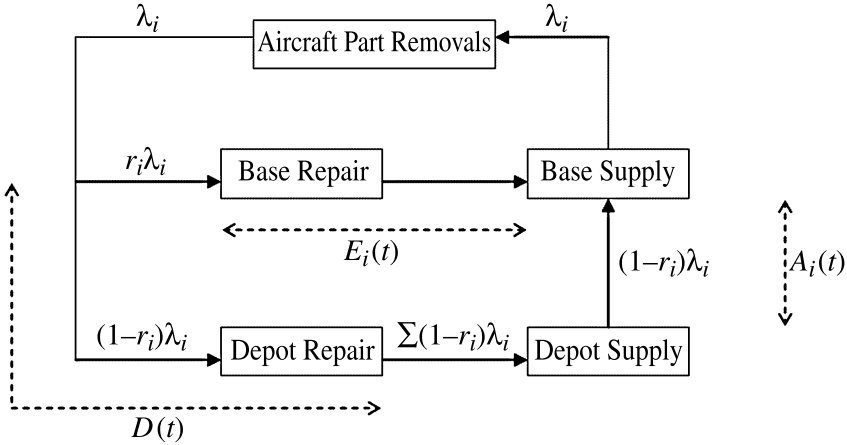 λi
Aircraft Part Removals
λi
riλi
Base Repair
Base Supply
Ei(t)
(1–ri)λi
Ai(t)
(1–ri)λi
Depot Repair
∑(1–ri)λi
Depot Supply
D(t)